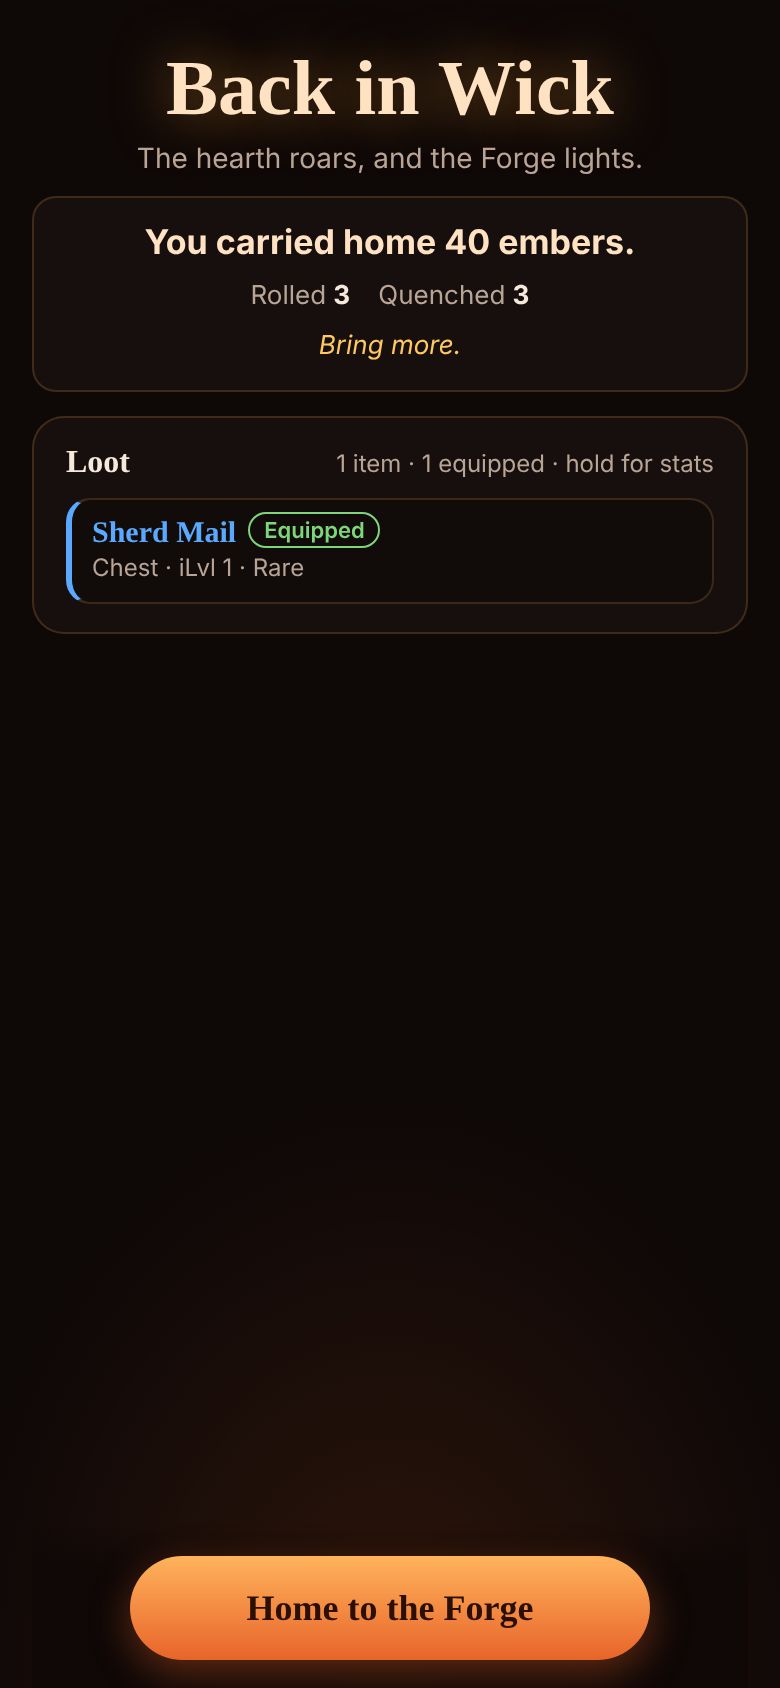 Back in Wick
The hearth roars, and the Forge lights.
You carried home 40 embers.
Rolled 3 Quenched 3
Bring more.
Loot 1 item · 1 equipped · hold for stats
Sherd Mail Equipped
Chest · iLvl 1 · Rare
Home to the Forge